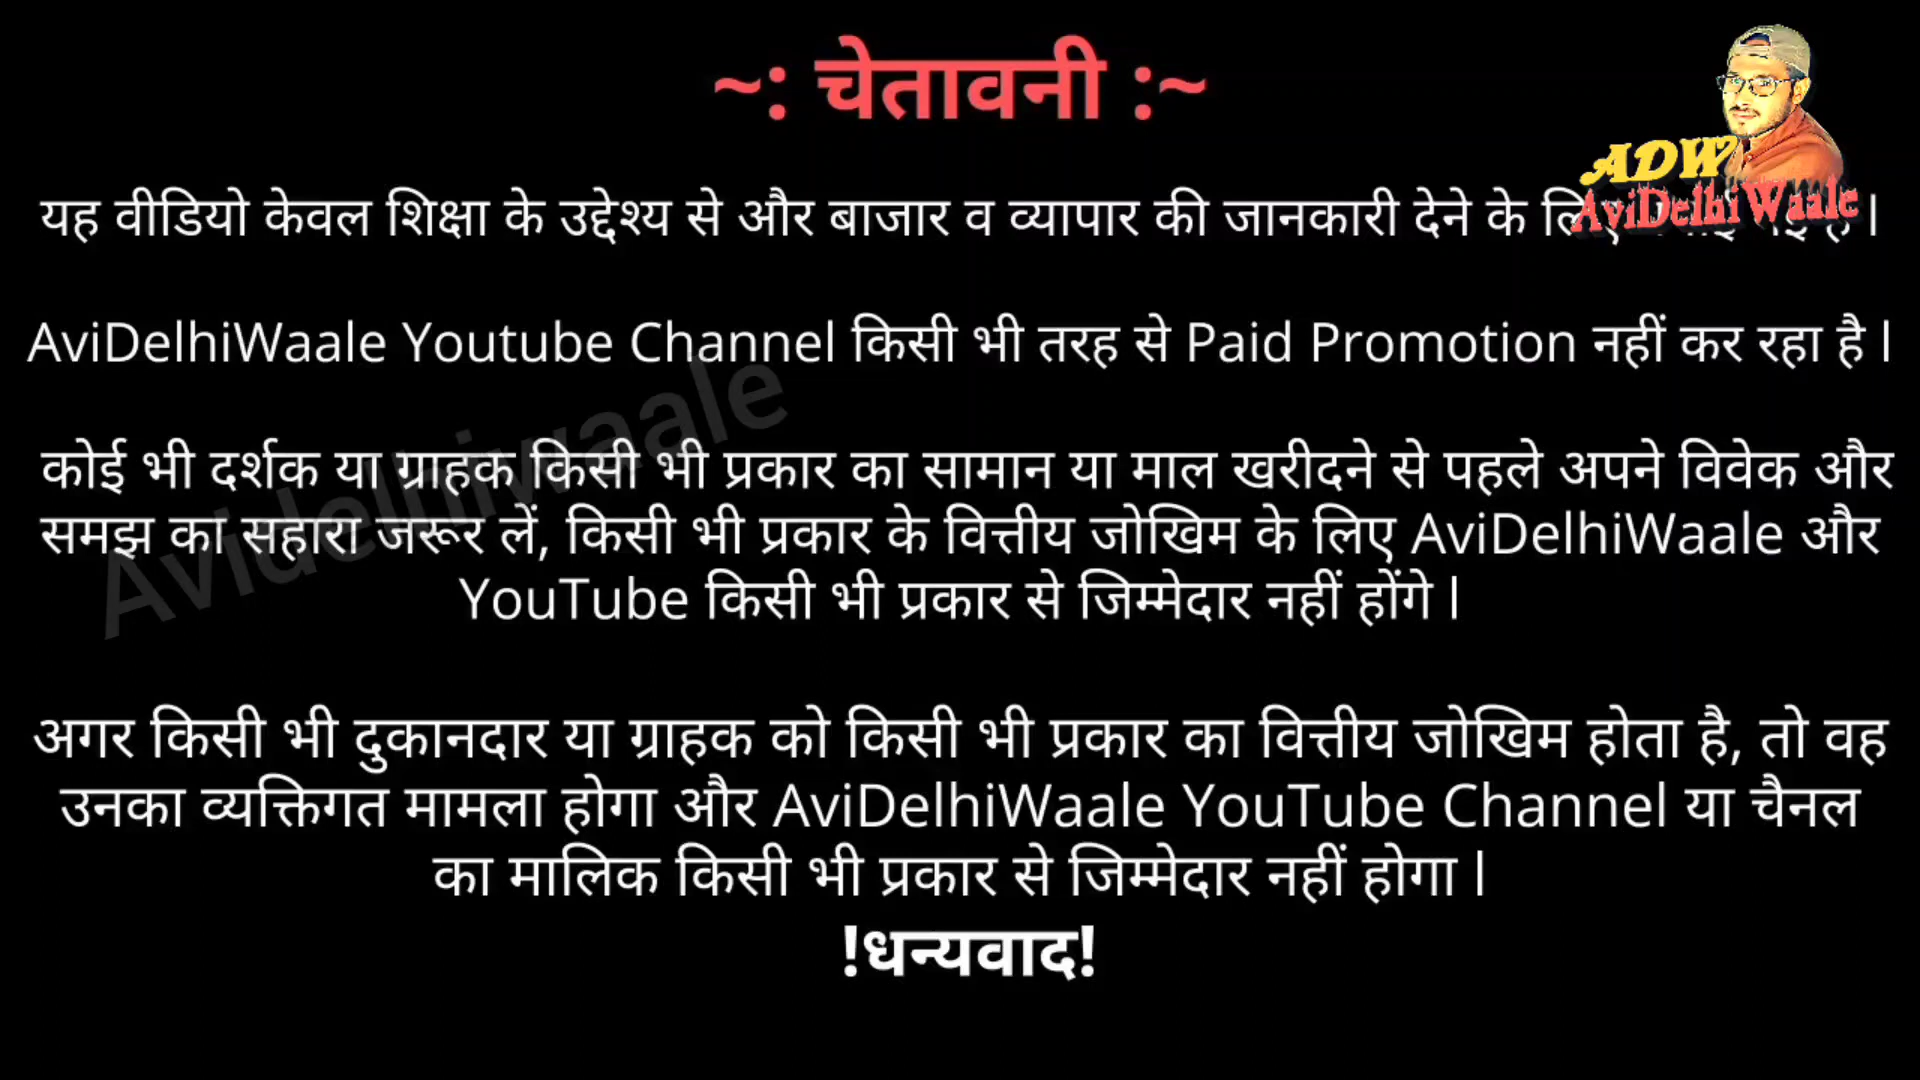 ~: चेतावनी :~
ADW
AviDelhiWaale
यह वीडियो केवल शिक्षा के उद्देश्य से और बाजार व व्यापार की जानकारी देने के है।
AviDelhiWaale Youtube Channel किसी भी तरह से Paid Promotion नहीं कर रहा है।
कोई भी दर्शक या ग्राहक किसी भी प्रकार का सामान या माल खरीदने से पहले अपने विवेक और
समझ का सहारा जरूर लें, किसी भी प्रकार के वित्तीय जोखिम के लिए AviDelhiWaale और
YouTube किसी भी प्रकार से जिम्मेदार नहीं होंगे।
Avidelhiwaale
अगर किसी भी दुकानदार या ग्राहक को किसी भी प्रकार का वित्तीय जोखिम होता है, तो वह
उनका व्यक्तिगत मामला होगा और AviDelhiWaale YouTube Channel या चैनल
का मालिक किसी भी प्रकार से जिम्मेदार नहीं होगा।
!धन्यवाद!